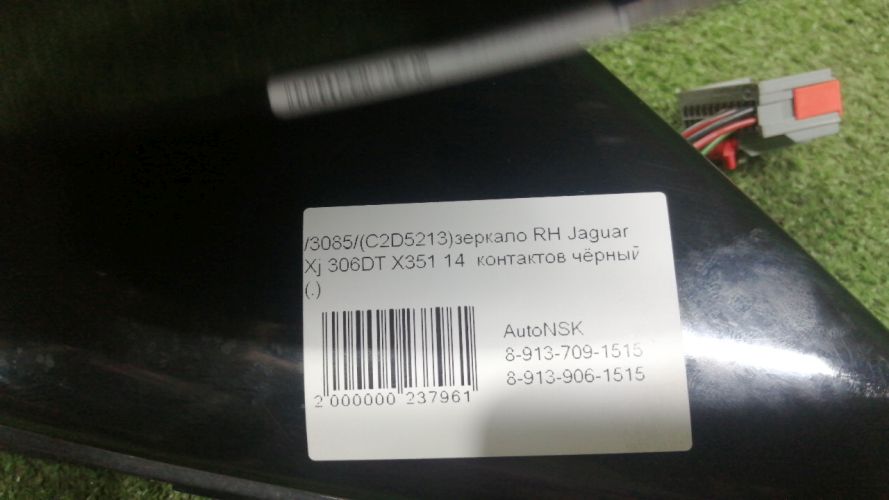 /3085/(C2D5213)зеркало RH Jaguar
Xj 306DT X351 14 контактов чёрный
(.)
AutoNSK
8-913-709-1515
8-913-906-1515
2 000000 237961